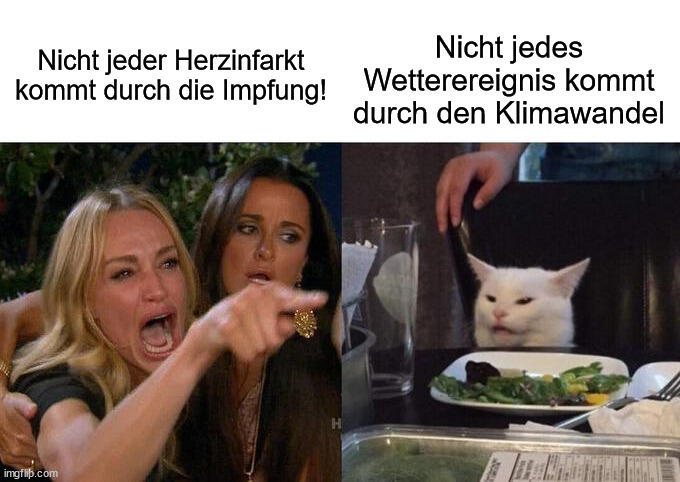 Nicht jeder Herzinfarkt
kommt durch die Impfung!
Nicht jedes
Wetterereignis kommt
durch den Klimawandel
H
imgflip.com